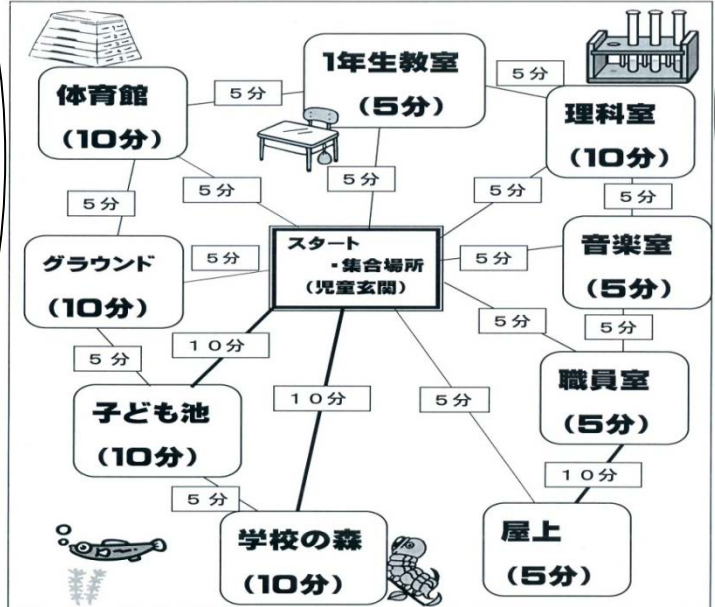 1年生教室
(5分)
5分
5分
体育館
(10分)
理科室
(10分)
5分
5分
5分
5分
5分
スタート
・集合場所
(児童玄関)
グラウンド
(10分)
5分
5分
音楽室
(5分)
5分
5分
10分
5分
子ども池
(10分)
10分
5分
職員室
(5分)
10分
5分
学校の森
(10分)
屋上
(5分)